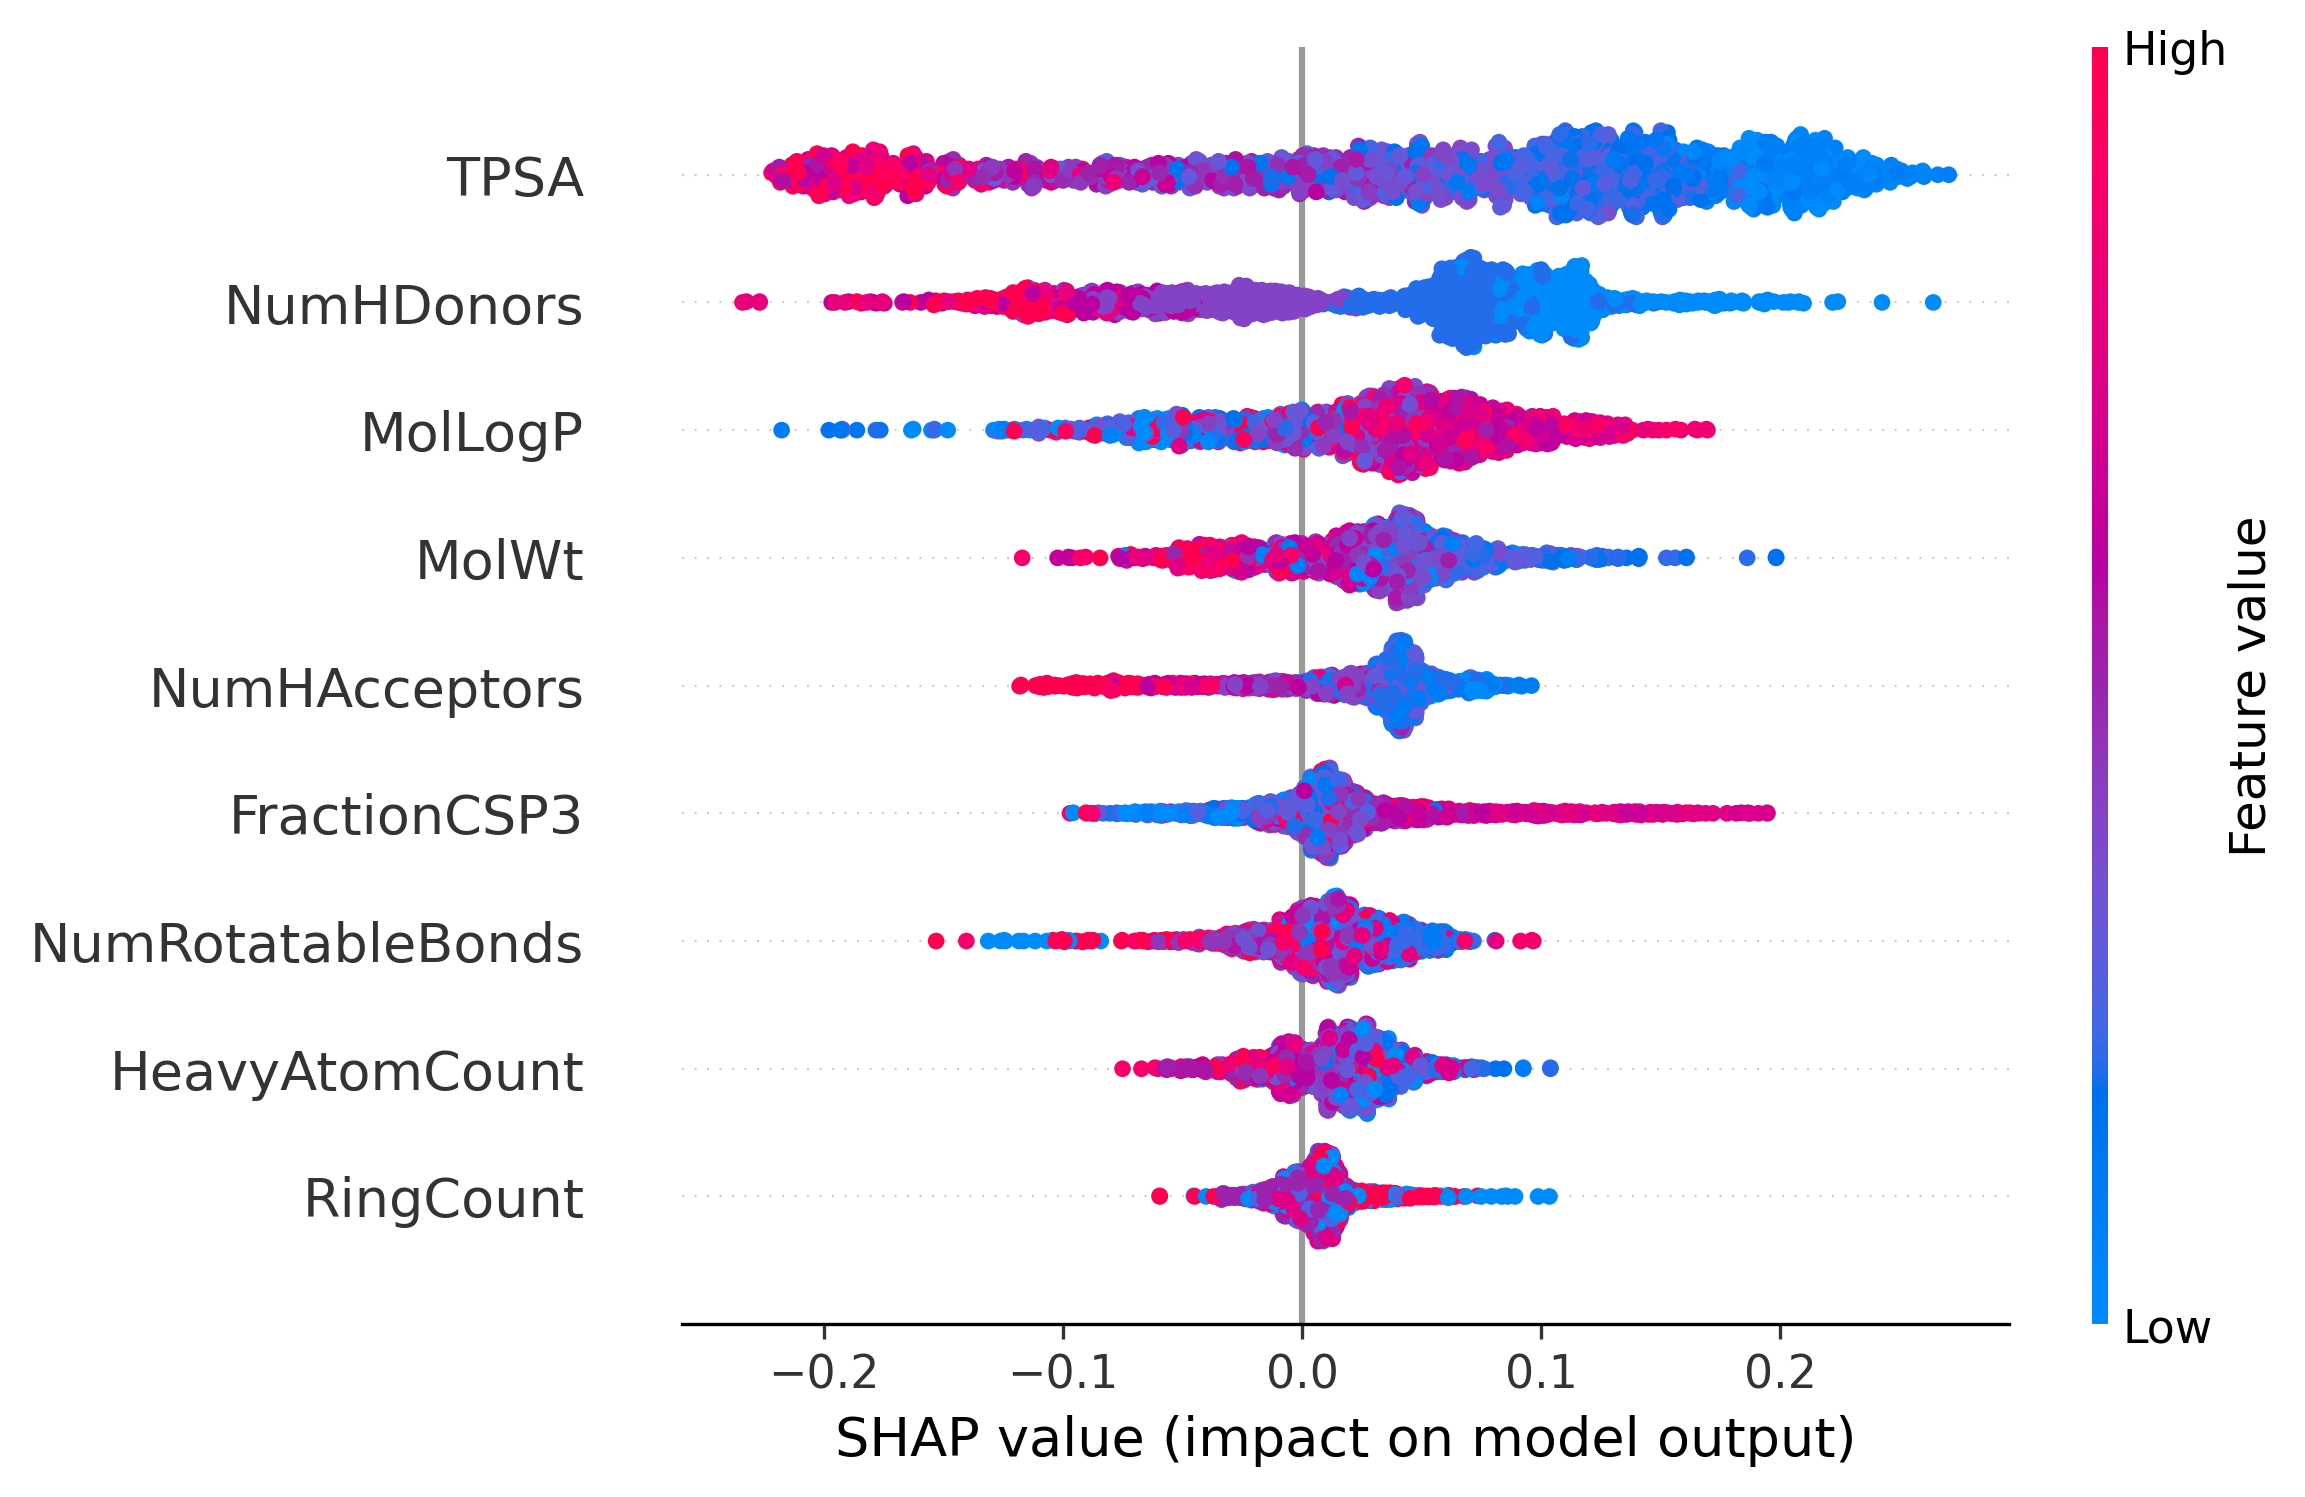 High
TPSA
NumHDonors
MolLogP
MolWt
NumHAcceptors
FractionCSP3
NumRotatableBonds
HeavyAtomCount
RingCount
Feature value
Low
−0.2 −0.1 0.0 0.1 0.2
SHAP value (impact on model output)